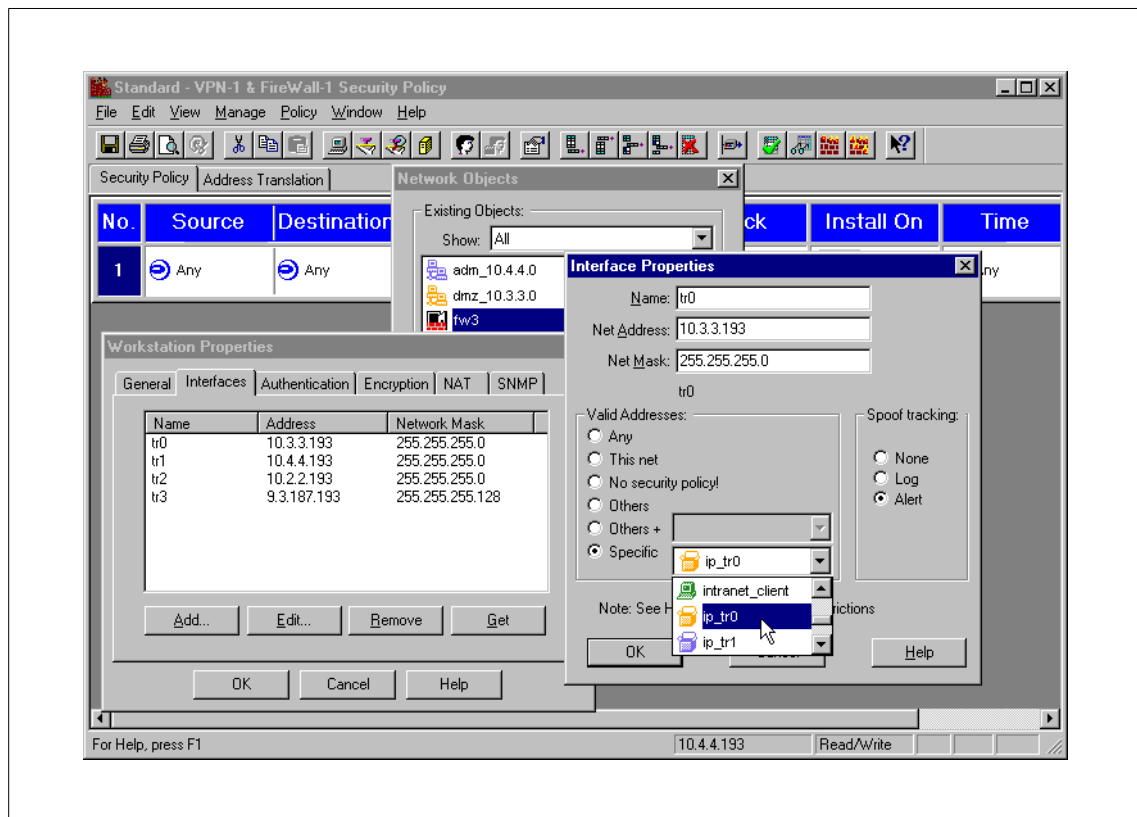 Standard - VPN-1 & FireWall-1 Security Policy
File Edit View Manage Policy Window Help
Security Policy Address Translation
No. Source Destination ck Install On Time
1 Any Any ny
Network Objects
Existing Objects:
Show: All
adm_10.4.4.0
dmz_10.3.3.0
fw3
Interface Properties
Name: tr0
Net Address: 10.3.3.193
Net Mask: 255.255.255.0
tr0
Valid Addresses:
Any
This net
No security policy!
Others
Others +
Specific ip_tr0
intranet_client
ip_tr0
ip_tr1
Spoof tracking:
None
Log
Alert
Note: See H rictions
OK Help
Workstation Properties
General Interfaces Authentication Encryption NAT SNMP
Name Address Network Mask
tr0 10.3.3.193 255.255.255.0
tr1 10.4.4.193 255.255.255.0
tr2 10.2.2.193 255.255.255.0
tr3 9.3.187.193 255.255.255.128
Add... Edit... Remove Get
OK Cancel Help
For Help, press F1 10.4.4.193 Read/Write